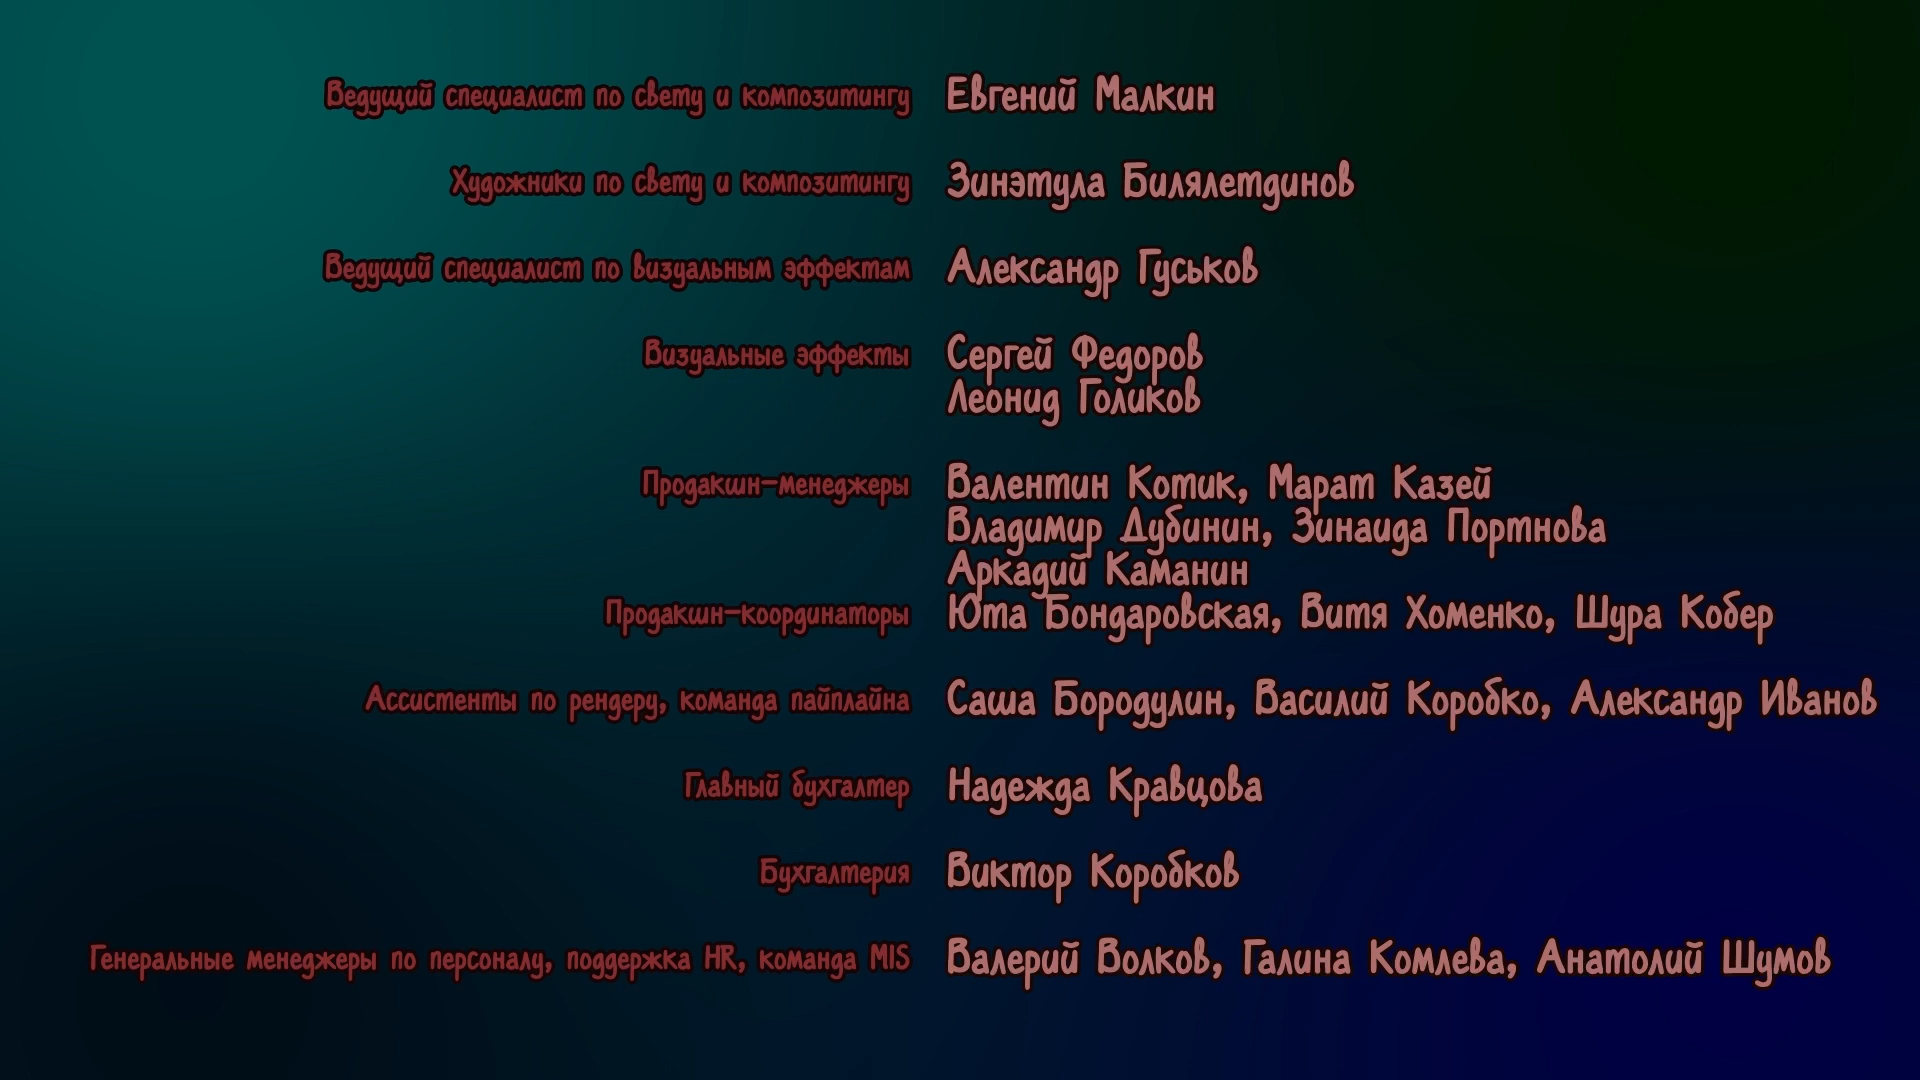 Ведущий специалист по свету и композитингу Евгений Малкин
Художники по свету и композитингу Зинэтула Билялетдинов
Ведущий специалист по визуальным эффектам Александр Гуськов
Визуальные эффекты Сергей Федоров
Леонид Голиков
Продакшн-менеджеры Валентин Котик, Марат Казей
Владимир Дубинин, Зинаида Портнова
Аркадий Каманин
Продакшн-координаторы Юта Бондаровская, Витя Хоменко, Шура Кобер
Ассистенты по рендеру, команда пайплайна Саша Бородулин, Василий Коробко, Александр Иванов
Главный бухгалтер Надежда Кравцова
Бухгалтерия Виктор Коробков
Генеральные менеджеры по персоналу, поддержка HR, команда MIS Валерий Волков, Галина Комлева, Анатолий Шумов